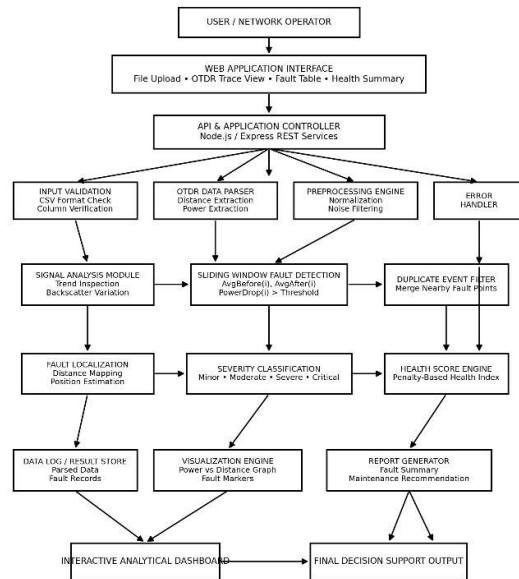 USER / NETWORK OPERATOR
WEB APPLICATION INTERFACE
File Upload • OTDR Trace View • Fault Table • Health Summary
API & APPLICATION CONTROLLER
Node.js / Express REST Services
INPUT VALIDATION
CSV Format Check
Column Verification
OTDR DATA PARSER
Distance Extraction
Power Extraction
PREPROCESSING ENGINE
Normalization
Noise Filtering
ERROR
HANDLER
SIGNAL ANALYSIS MODULE
Trend Inspection
Backscatter Variation
SLIDING WINDOW FAULT DETECTION
AvgBefore(i), AvgAfter(i)
PowerDrop(i) > Threshold
DUPLICATE EVENT FILTER
Merge Nearby Fault Points
FAULT LOCALIZATION
Distance Mapping
Position Estimation
SEVERITY CLASSIFICATION
Minor • Moderate • Severe • Critical
HEALTH SCORE ENGINE
Penalty-Based Health Index
DATA LOG / RESULT STORE
Parsed Data
Fault Records
VISUALIZATION ENGINE
Power vs Distance Graph
Fault Markers
REPORT GENERATOR
Fault Summary
Maintenance Recommendation
INTERACTIVE ANALYTICAL DASHBOARD
FINAL DECISION SUPPORT OUTPUT